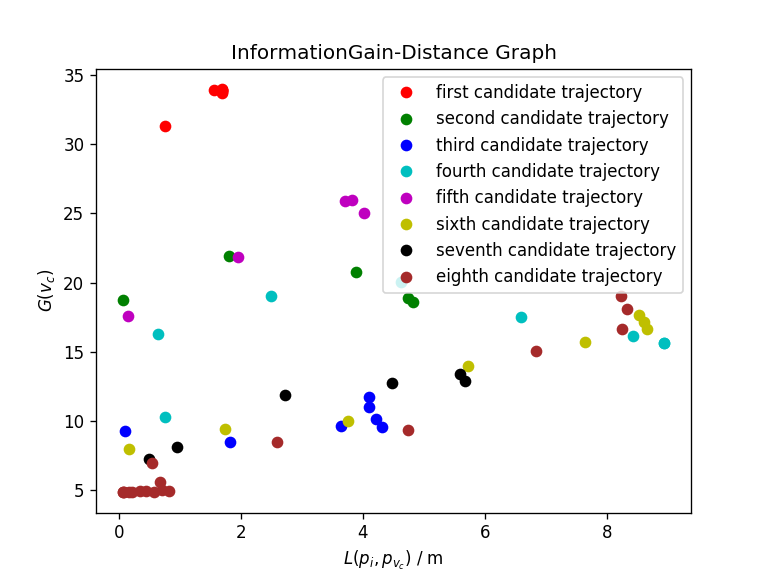 InformationGain-Distance Graph
35
30
25
20
15
10
5
G(v_c)
first candidate trajectory
second candidate trajectory
third candidate trajectory
fourth candidate trajectory
fifth candidate trajectory
sixth candidate trajectory
seventh candidate trajectory
eighth candidate trajectory
0 2 4 6 8
L(p_i, p_{v_c}) / m